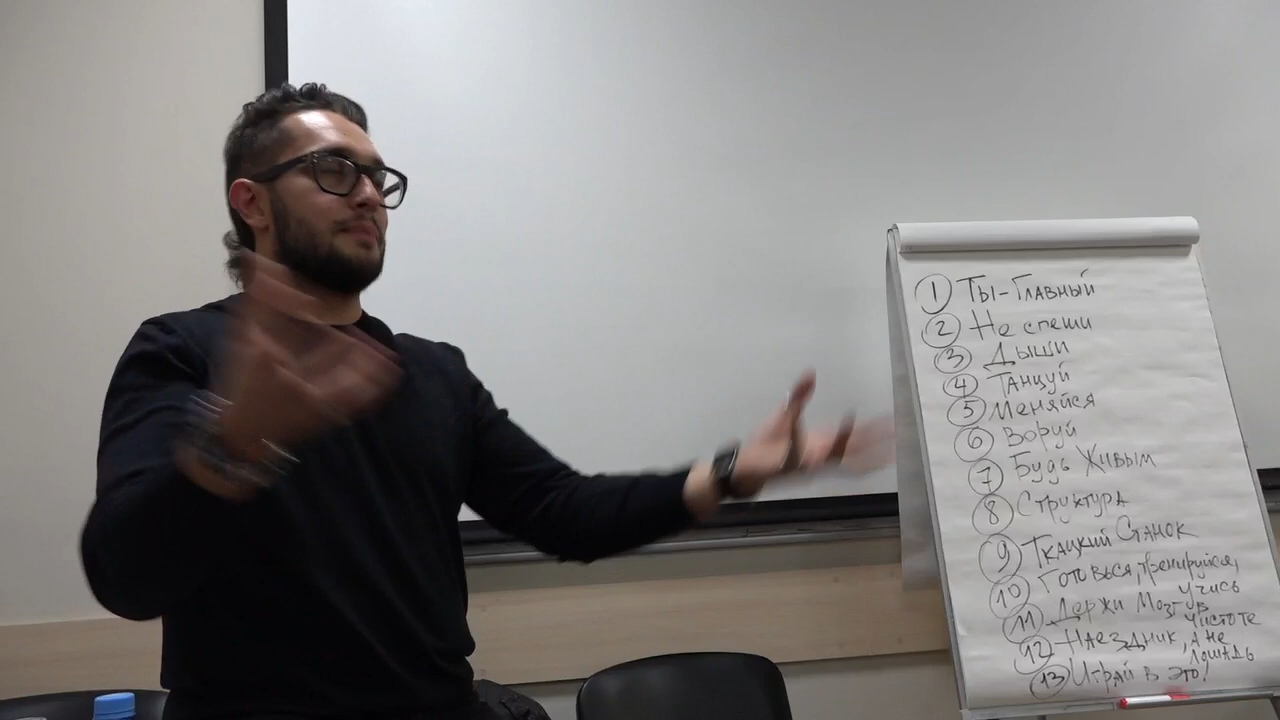 1 Ты-Главный
2 Не спеши
3 Дыши
4 Танцуй
5 Меняйся
6 Воруй
7 Будь Живым
8 Структура
9 Ткацкий Станок
10 Готовься, тренируйся,
учись
11 Держи Мозг в
чистоте
12 Наездник, а не
лошадь
13 Играй в это!